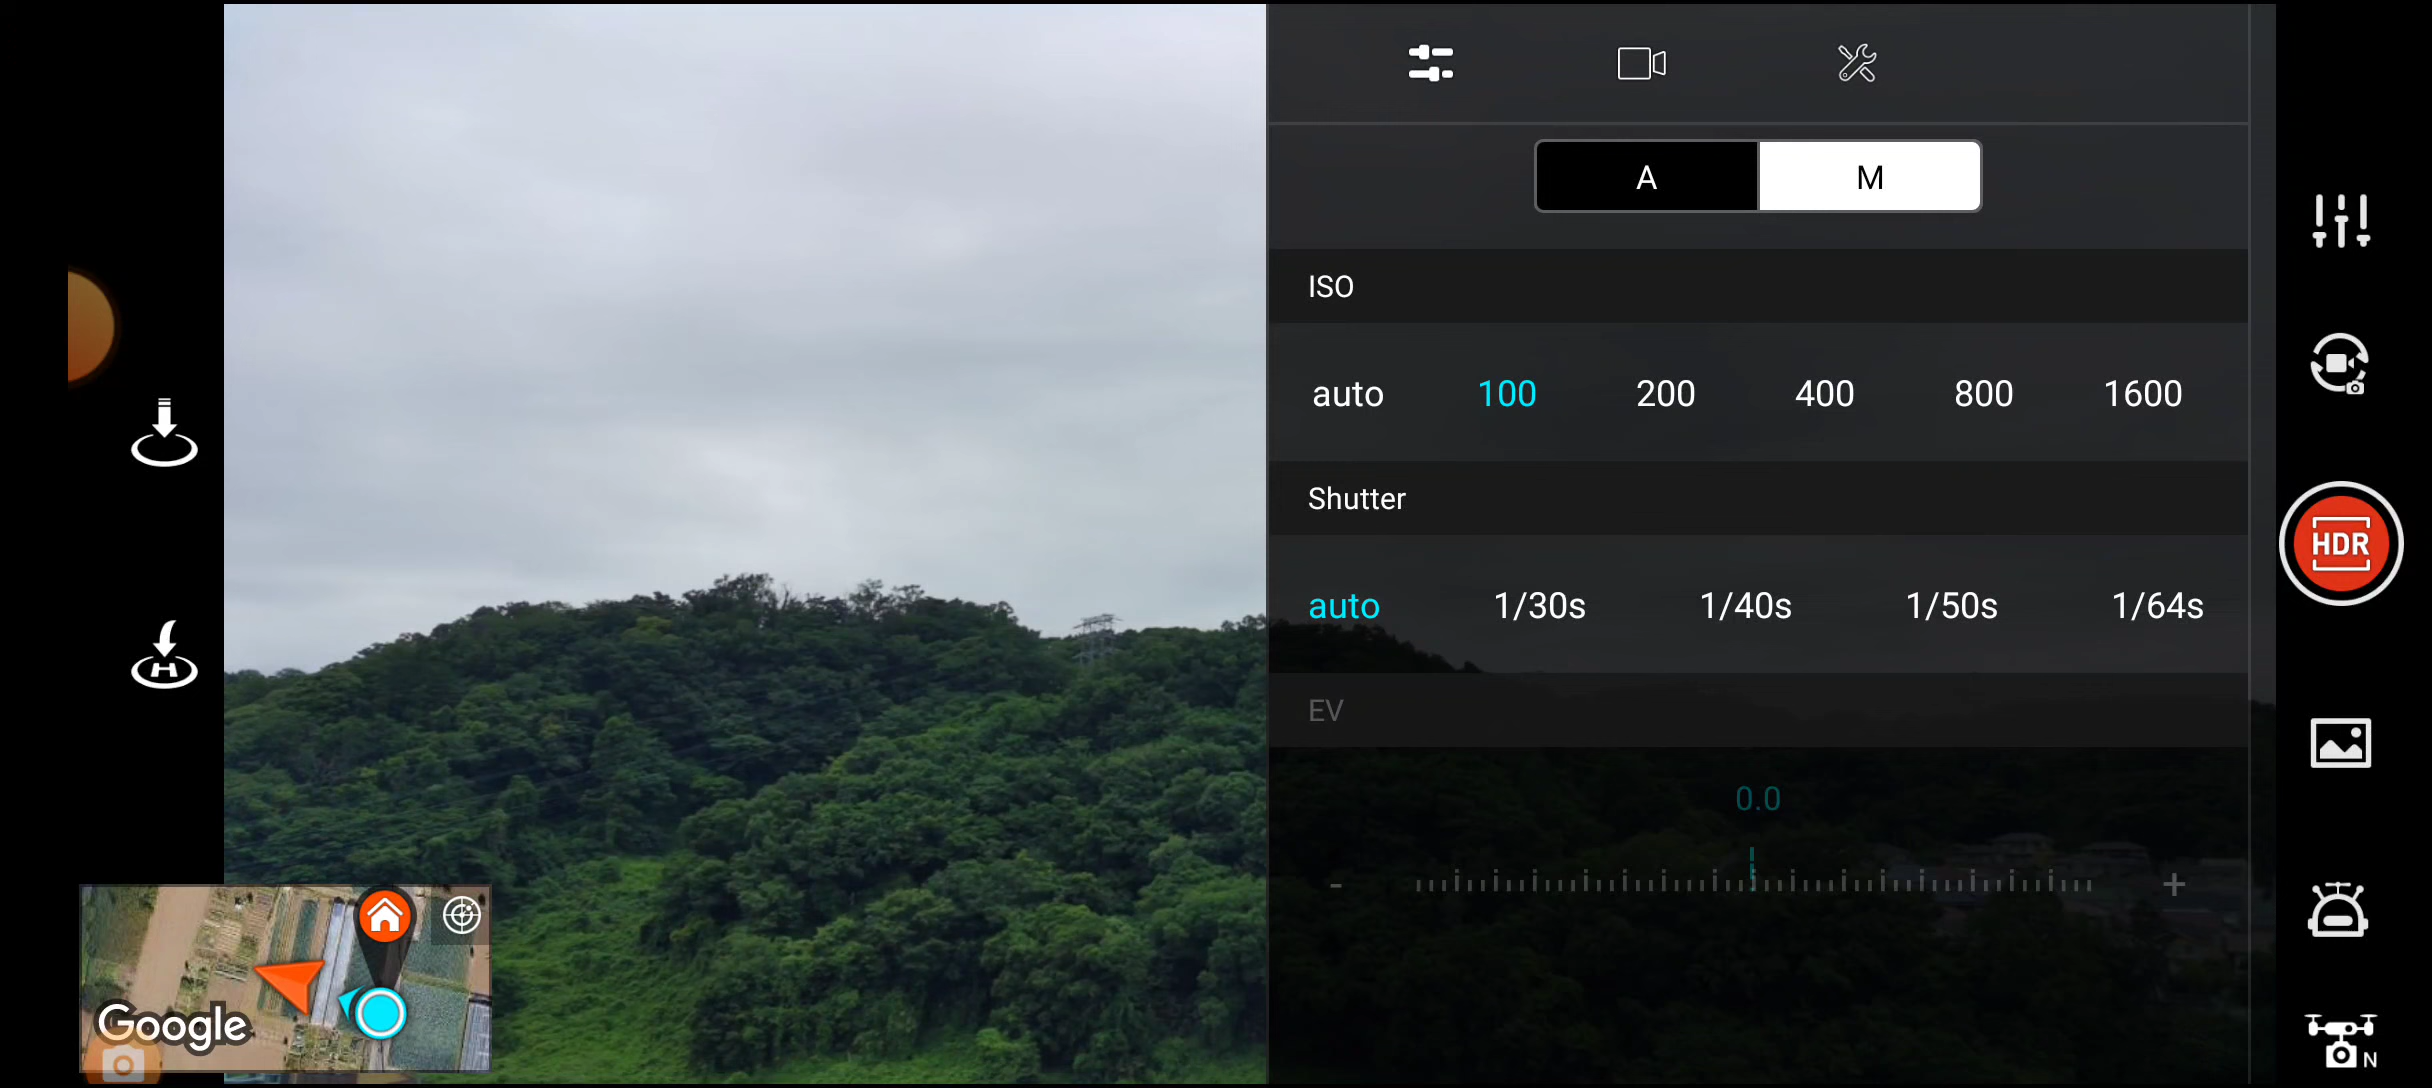 A M
ISO
auto 100 200 400 800 1600
Shutter
auto 1/30s 1/40s 1/50s 1/64s
EV
0.0
- +
HDR
H
Google
N